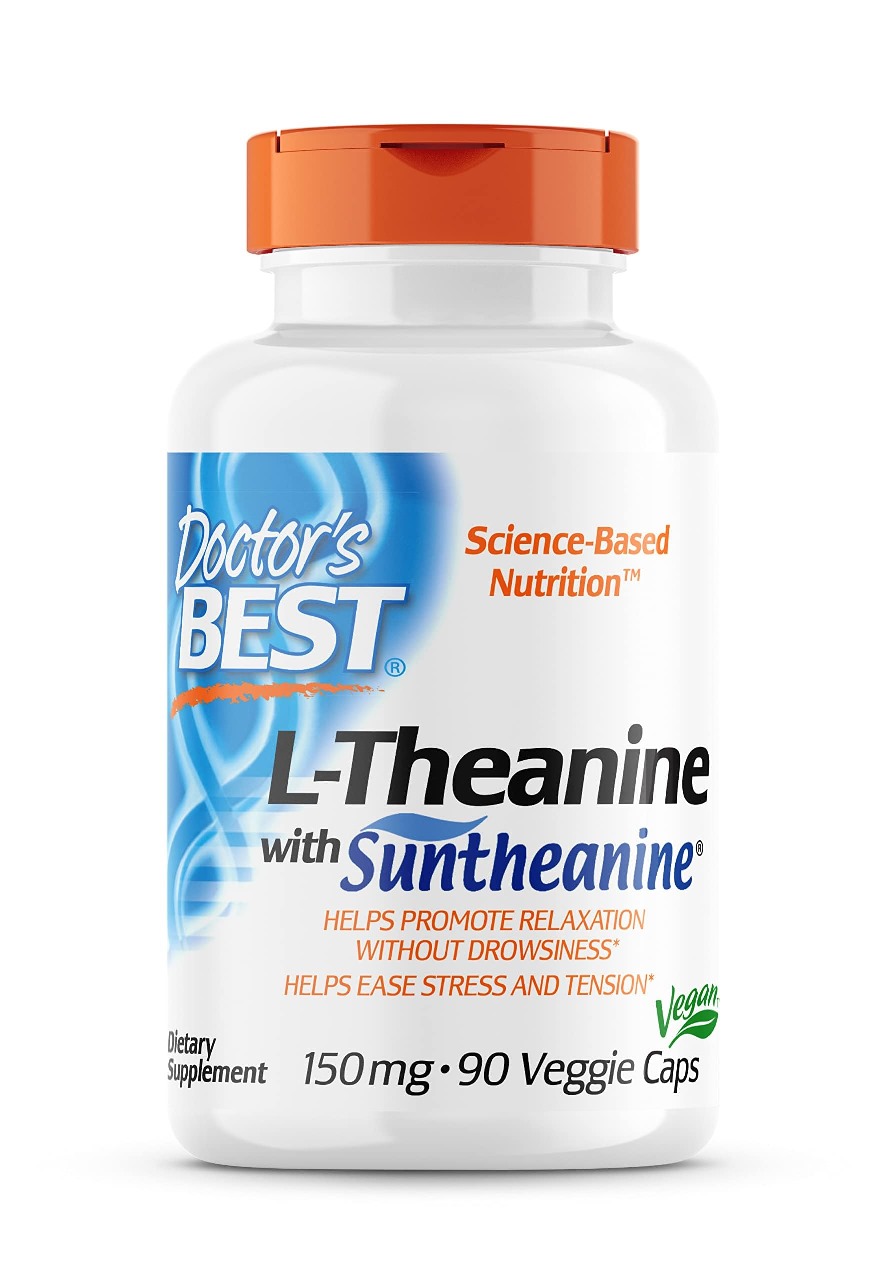 Doctor's
BEST®
Science-Based
Nutrition™
L-Theanine
with Suntheanine®
HELPS PROMOTE RELAXATION
WITHOUT DROWSINESS*
HELPS EASE STRESS AND TENSION*
Vegan†
Dietary
Supplement
150 mg • 90 Veggie Caps